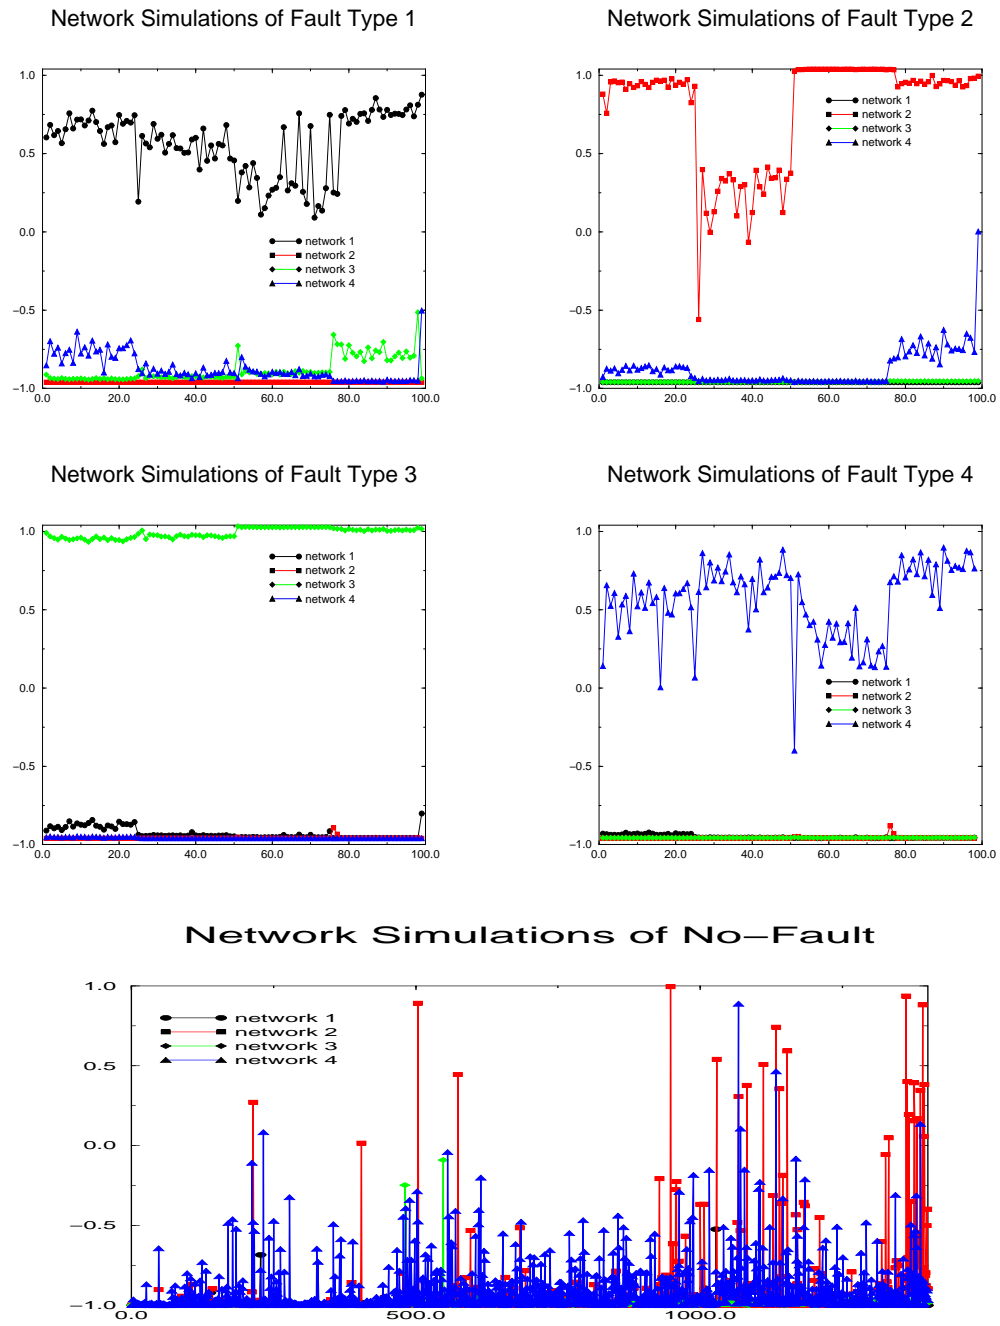 Network Simulations of Fault Type 1
Network Simulations of Fault Type 2
1.0
0.5
0.0
−0.5
−1.0
0.0 20.0 40.0 60.0 80.0 100.0
network 1
network 2
network 3
network 4
1.0
0.5
0.0
−0.5
−1.0
0.0 20.0 40.0 60.0 80.0 100.0
network 1
network 2
network 3
network 4
Network Simulations of Fault Type 3
Network Simulations of Fault Type 4
1.0
0.5
0.0
−0.5
−1.0
0.0 20.0 40.0 60.0 80.0 100.0
network 1
network 2
network 3
network 4
1.0
0.5
0.0
−0.5
−1.0
0.0 20.0 40.0 60.0 80.0 100.0
network 1
network 2
network 3
network 4
Network Simulations of No−Fault
1.0
0.5
0.0
−0.5
−1.0
0.0 500.0 1000.0
network 1
network 2
network 3
network 4